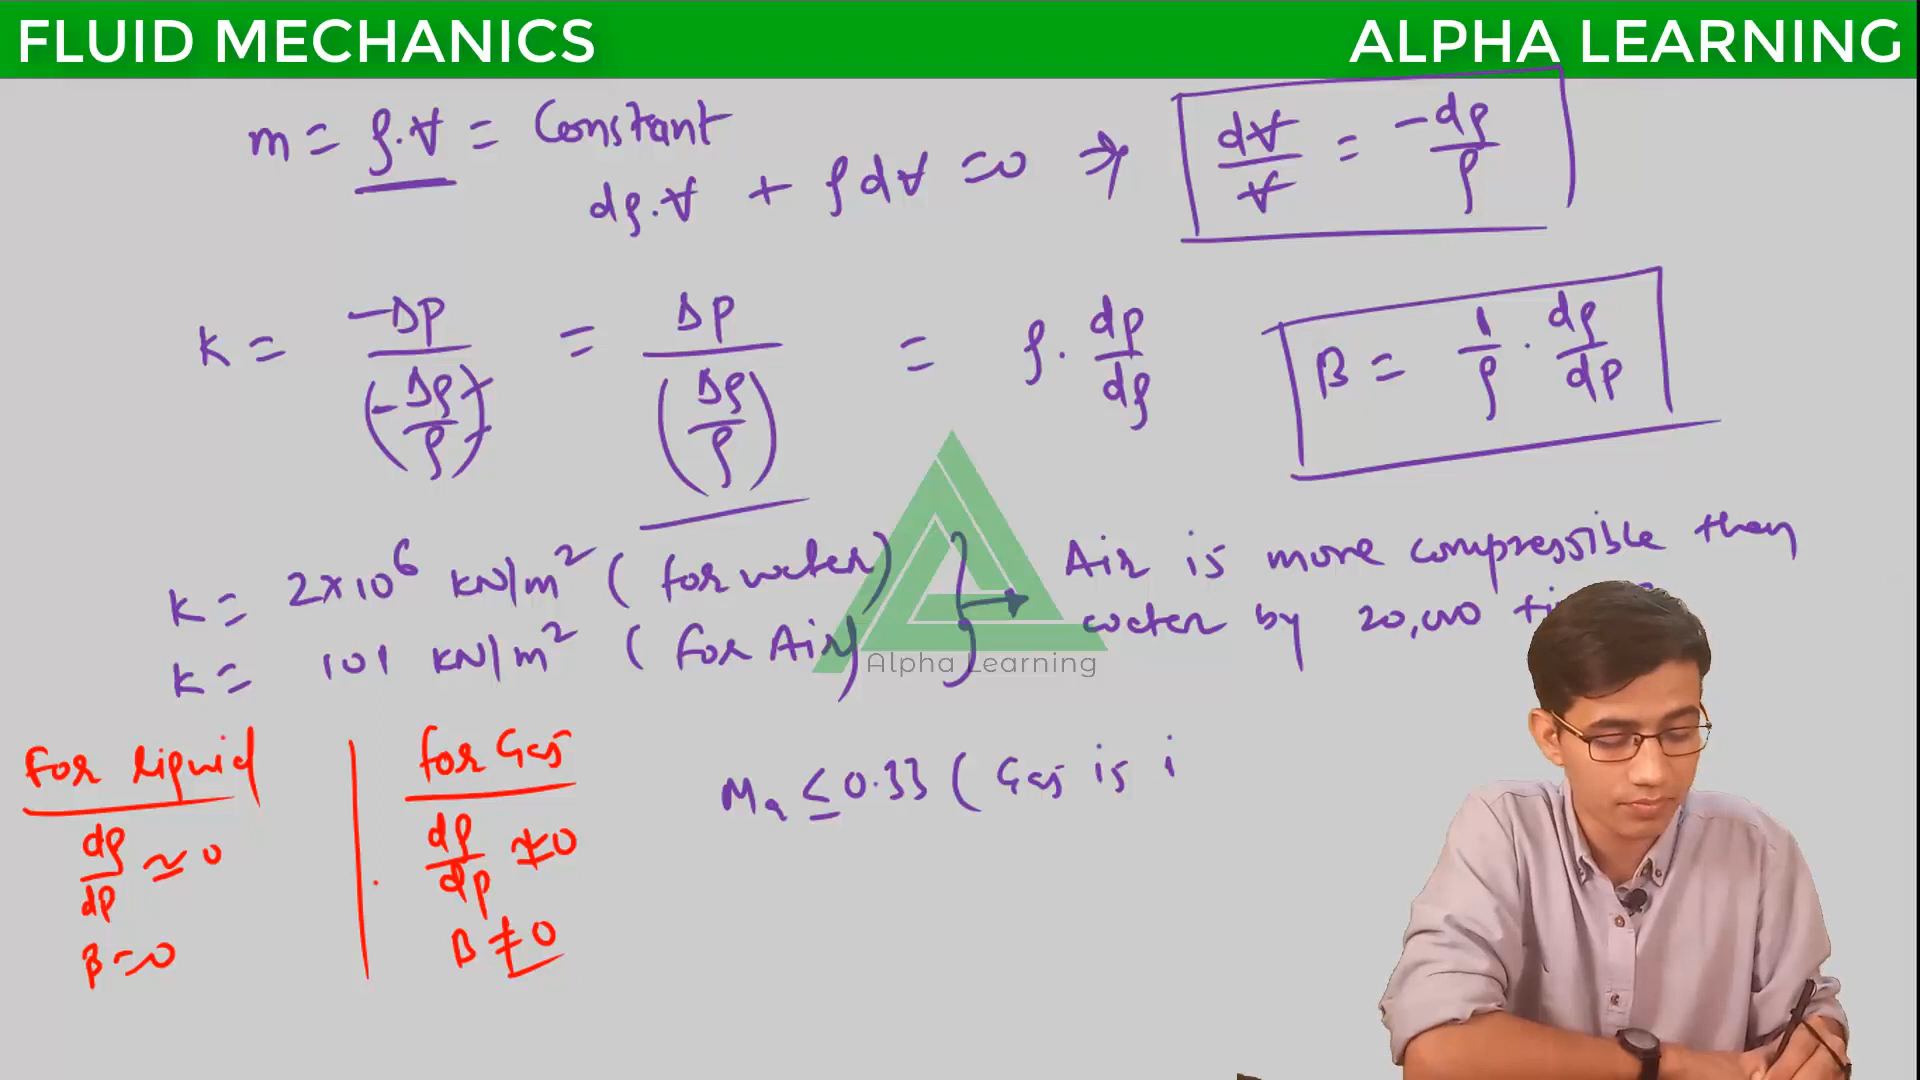 FLUID MECHANICS
ALPHA LEARNING
m = ρ.V̶ = Constant
dρ.V̶ + ρdV̶ = 0 ⇒ dV̶/V̶ = -dρ/ρ
K = -ΔP/(-Δρ/ρ) = ΔP/(Δρ/ρ) = ρ . dp/dρ
β = 1/ρ . dρ/dp
K = 2×10⁶ kN/m² (for water)
K = 101 kN/m² (for Air)
Air is more compressible than
water by 20,000
Alpha Learning
For Liquid
dρ/dp ≃ 0
β = 0
for Gas
dρ/dp ≄ 0
β ≠ 0
Ma ≤ 0.33 ( Gas is i